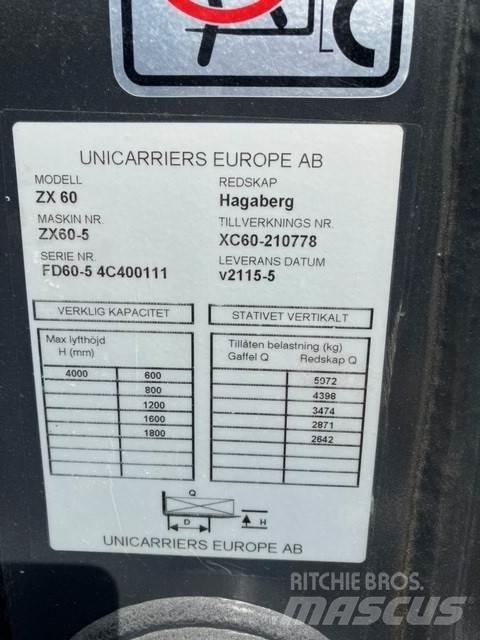 UNICARRIERS EUROPE AB
MODELL
ZX 60
MASKIN NR.
ZX60-5
SERIE NR.
FD60-5 4C400111
REDSKAP
Hagaberg
TILLVERKNINGS NR.
XC60-210778
LEVERANS DATUM
v2115-5
VERKLIG KAPACITET
STATIVET VERTIKALT
Max lyfthöjd
H (mm)
Tillåten belastning (kg)
Gaffel Q Redskap Q
4000 600 5972
800 4398
1200 3474
1600 2871
1800 2642
Q
D H
UNICARRIERS EUROPE AB
RITCHIE BROS.
MASCUS